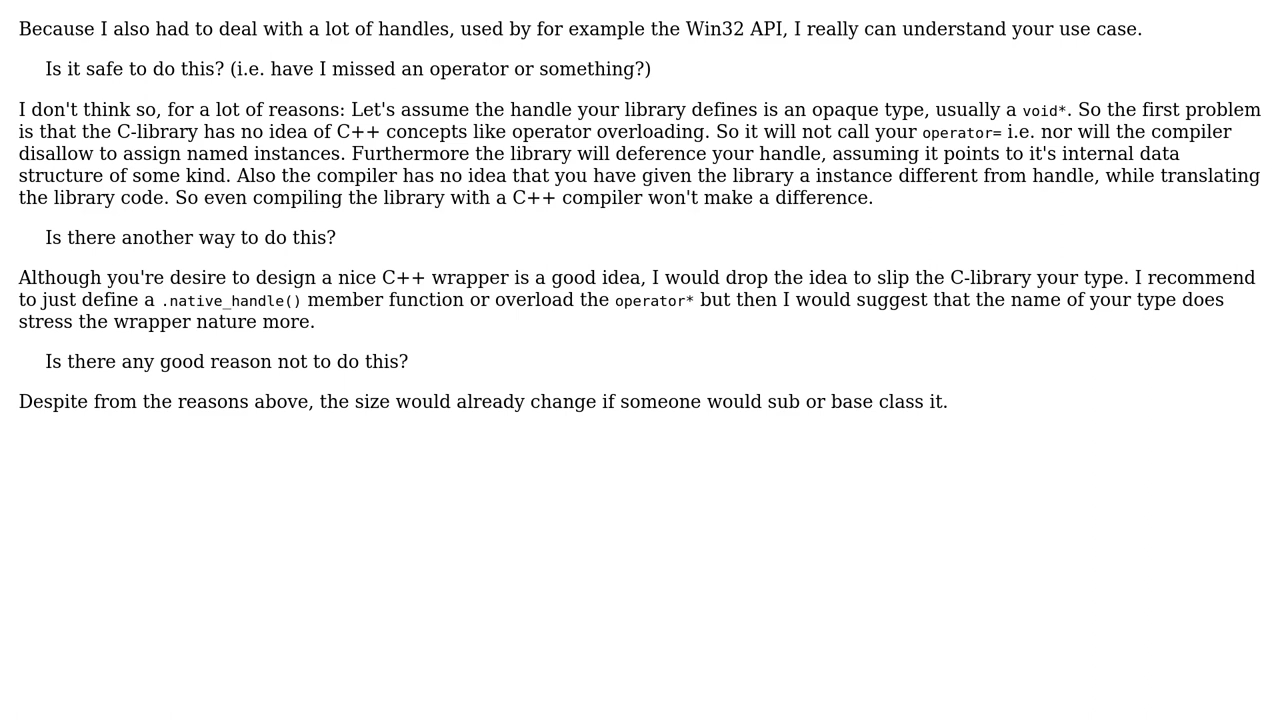 Because I also had to deal with a lot of handles, used by for example the Win32 API, I really can understand your use case.
Is it safe to do this? (i.e. have I missed an operator or something?)
I don't think so, for a lot of reasons: Let's assume the handle your library defines is an opaque type, usually a void*. So the first problem
is that the C-library has no idea of C++ concepts like operator overloading. So it will not call your operator= i.e. nor will the compiler
disallow to assign named instances. Furthermore the library will deference your handle, assuming it points to it's internal data
structure of some kind. Also the compiler has no idea that you have given the library a instance different from handle, while translating
the library code. So even compiling the library with a C++ compiler won't make a difference.
Is there another way to do this?
Although you're desire to design a nice C++ wrapper is a good idea, I would drop the idea to slip the C-library your type. I recommend
to just define a .native_handle() member function or overload the operator* but then I would suggest that the name of your type does
stress the wrapper nature more.
Is there any good reason not to do this?
Despite from the reasons above, the size would already change if someone would sub or base class it.